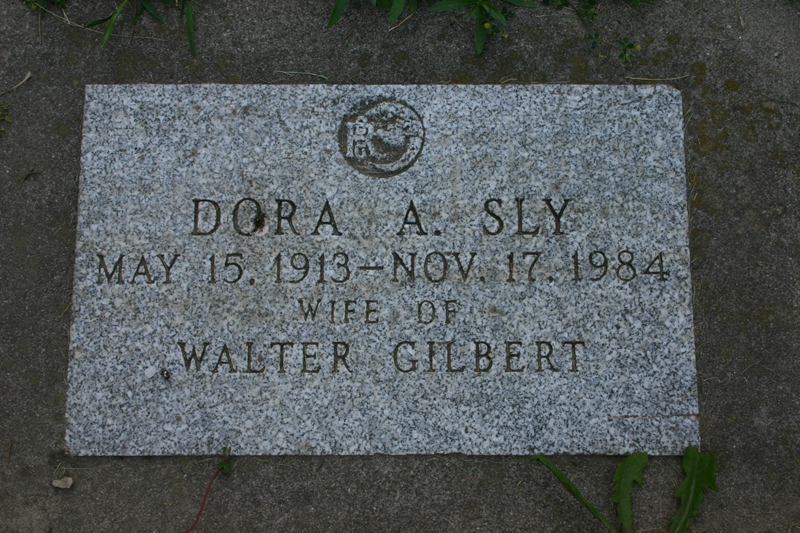 DORA A. SLY
MAY 15. 1913—NOV. 17. 1984
WIFE OF
WALTER GILBERT